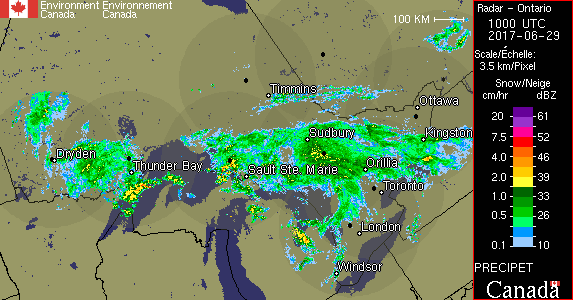 Environment Environnement
Canada Canada
100 KM
Timmins
Ottawa
Sudbury
Kingston
Dryden
Thunder Bay
Sault Ste. Marie
Orillia
Toronto
London
Windsor
Radar - Ontario
1000 UTC
2017-06-29
Scale/Échelle:
3.5 km/Pixel
Snow/Neige
cm/hr dBZ
20 61
7.5 57
5.0 52
4.0 46
2.0 39
1.0 33
0.5 26
0.1 10
PRECIPET
Canada